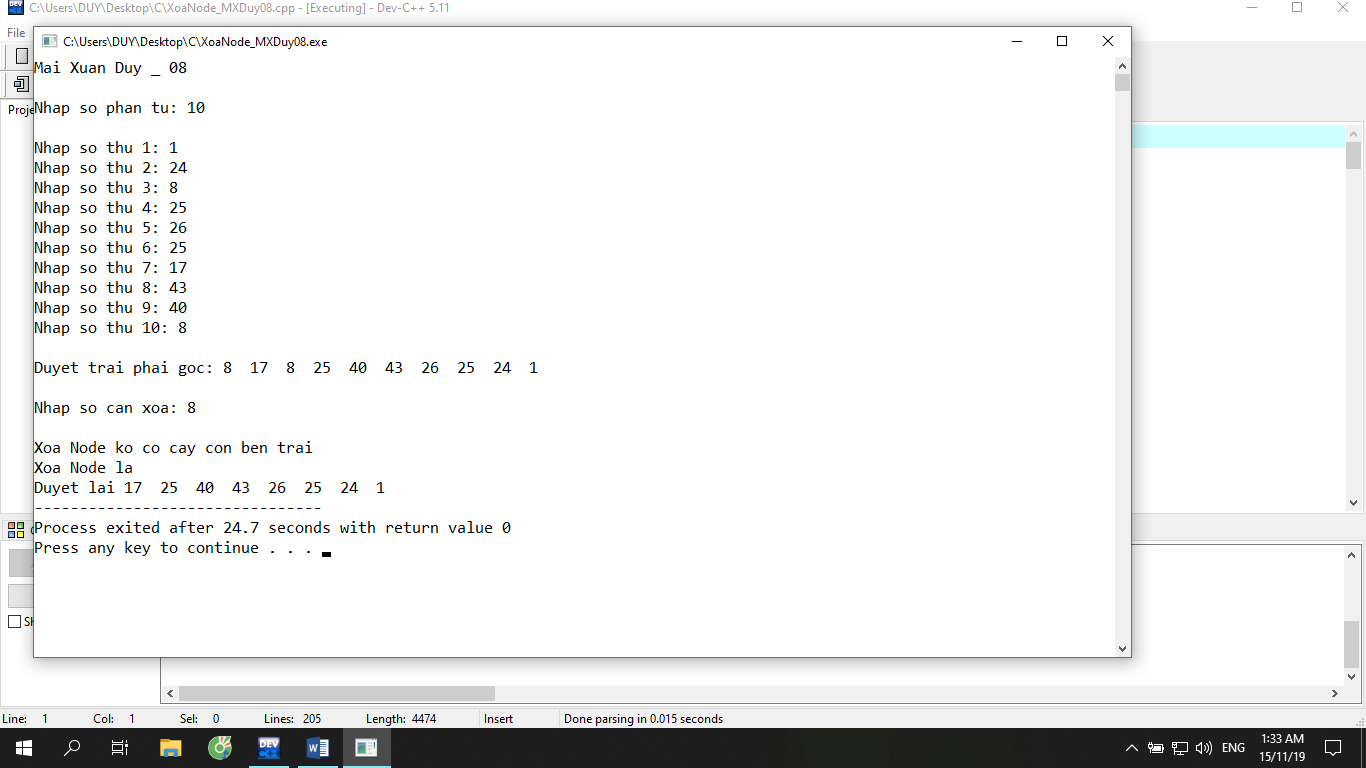 C:\Users\DUY\Desktop\C\XoaNode_MXDuy08.cpp - [Executing] - Dev-C++ 5.11
File
C:\Users\DUY\Desktop\C\XoaNode_MXDuy08.exe
Proje
Mai Xuan Duy _ 08
Nhap so phan tu: 10
Nhap so thu 1: 1
Nhap so thu 2: 24
Nhap so thu 3: 8
Nhap so thu 4: 25
Nhap so thu 5: 26
Nhap so thu 6: 25
Nhap so thu 7: 17
Nhap so thu 8: 43
Nhap so thu 9: 40
Nhap so thu 10: 8
Duyet trai phai goc: 8  17  8  25  40  43  26  25  24  1
Nhap so can xoa: 8
Xoa Node ko co cay con ben trai
Xoa Node la
Duyet lai 17  25  40  43  26  25  24  1
--------------------------------
Process exited after 24.7 seconds with return value 0
Press any key to continue . . .
Line: 1 Col: 1 Sel: 0 Lines: 205 Length: 4474 Insert Done parsing in 0.015 seconds
DEV C++
ENG
1:33 AM
15/11/19